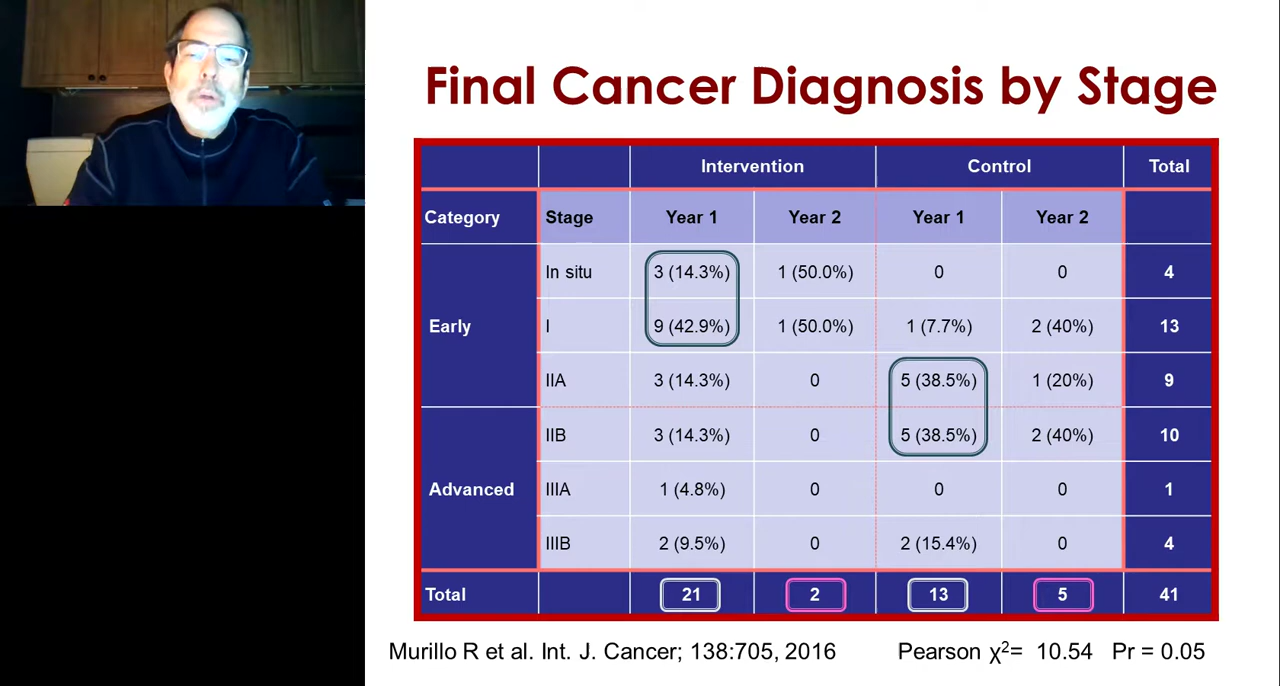 Final Cancer Diagnosis by Stage
Intervention Control Total
Category Stage Year 1 Year 2 Year 1 Year 2
In situ 3 (14.3%) 1 (50.0%) 0 0 4
Early I 9 (42.9%) 1 (50.0%) 1 (7.7%) 2 (40%) 13
IIA 3 (14.3%) 0 5 (38.5%) 1 (20%) 9
IIB 3 (14.3%) 0 5 (38.5%) 2 (40%) 10
Advanced IIIA 1 (4.8%) 0 0 0 1
IIIB 2 (9.5%) 0 2 (15.4%) 0 4
Total 21 2 13 5 41
Murillo R et al. Int. J. Cancer; 138:705, 2016 Pearson χ²= 10.54 Pr = 0.05